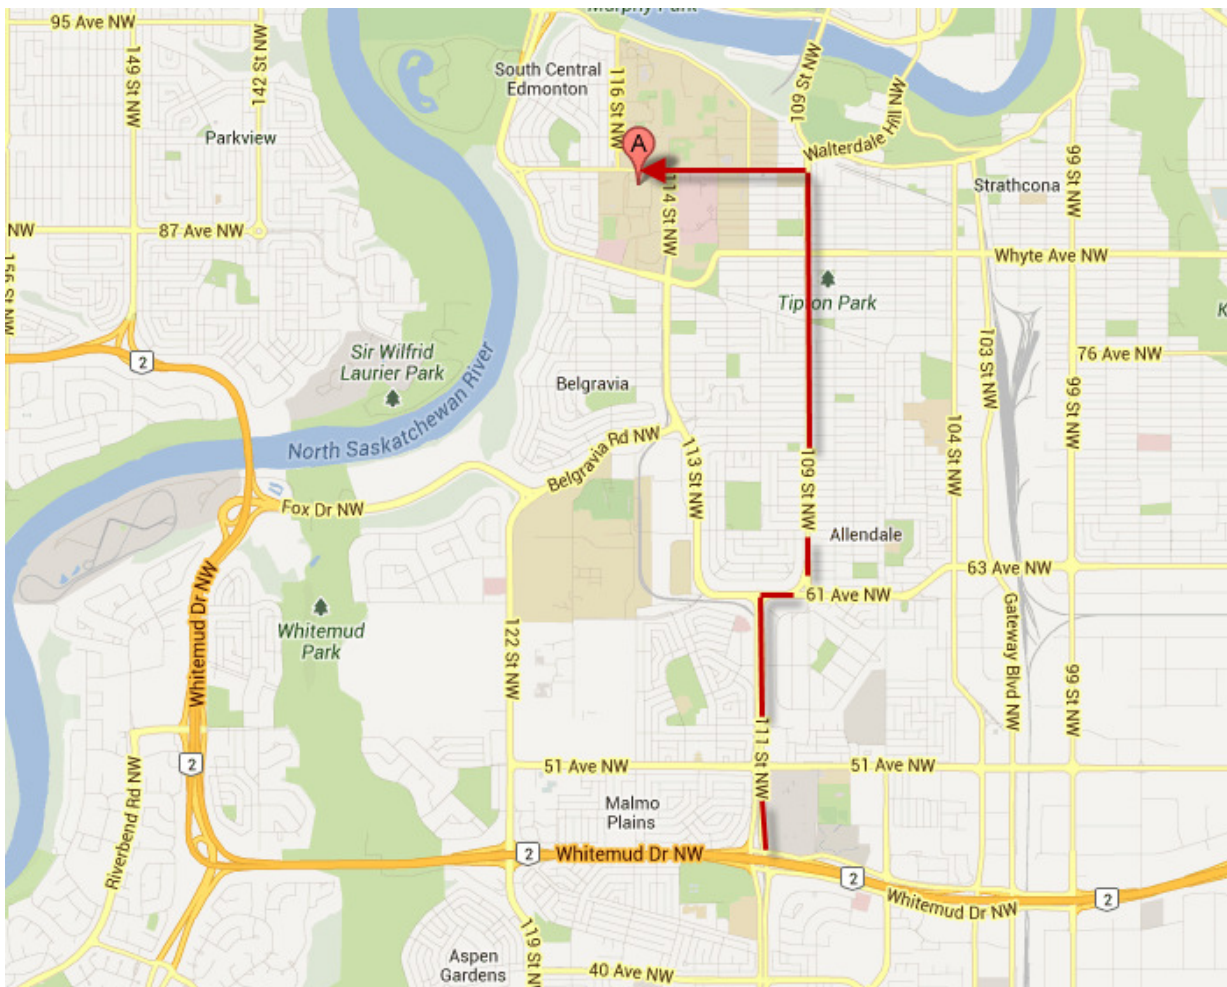 Murphy Park
95 Ave NW
149 St NW
142 St NW
South Central
Edmonton
116 St NW
109 St NW
Parkview
A
Walterdale Hill NW
99 St NW
Strathcona
114 St NW
NW
87 Ave NW
Whyte Ave NW
156 St NW
Tipton Park
K
2
Sir Wilfrid
Laurier Park
103 St NW
76 Ave NW
Belgravia
North Saskatchewan River
99 St NW
Belgravia Rd NW
113 St NW
109 St NW
104 St NW
Fox Dr NW
Allendale
63 Ave NW
61 Ave NW
Whitemud Dr NW
Whitemud
Park
122 St NW
Gateway Blvd NW
99 St NW
111 St NW
2
51 Ave NW
51 Ave NW
Riverbend Rd NW
Malmo
Plains
2
Whitemud Dr NW
2
Whitemud Dr NW
2
119 St NW
Aspen
Gardens
40 Ave NW